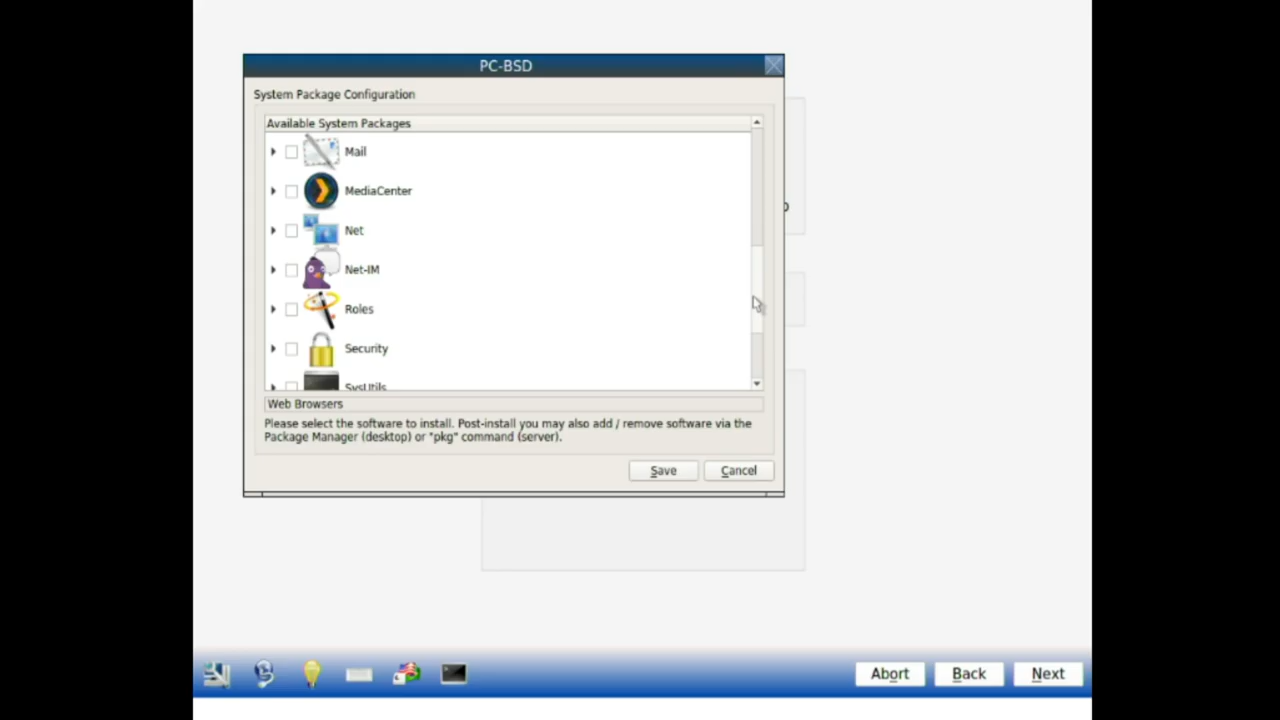 PC-BSD
System Package Configuration
Available System Packages
Mail
MediaCenter
Net
Net-IM
Roles
Security
SysUtils
Web Browsers
Please select the software to install. Post-install you may also add / remove software via the
Package Manager (desktop) or "pkg" command (server).
Save
Cancel
Abort
Back
Next